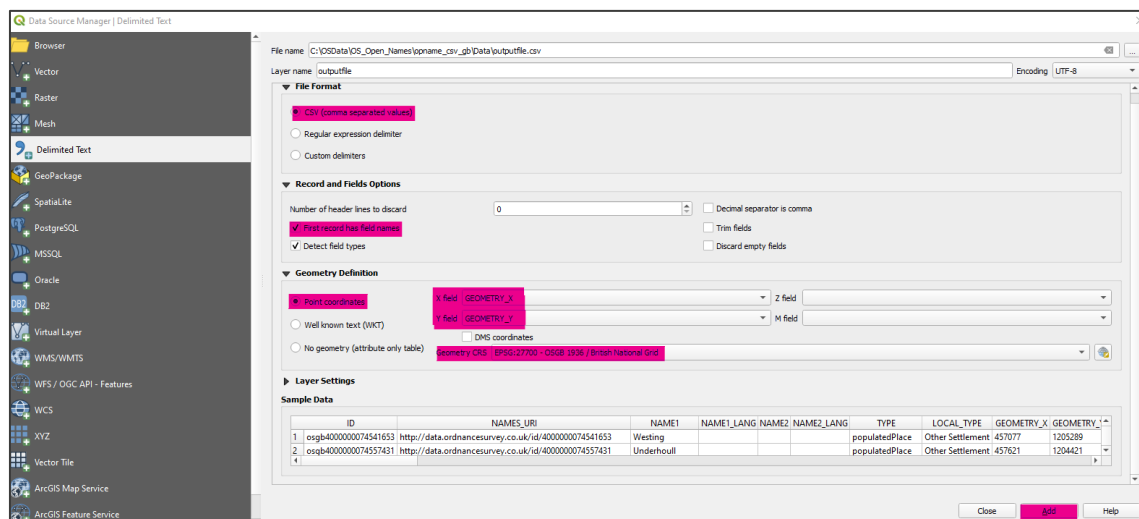 Data Source Manager | Delimited Text
Browser
Vector
Raster
Mesh
Delimited Text
GeoPackage
SpatiaLite
PostgreSQL
MSSQL
Oracle
DB2 DB2
Virtual Layer
WMS/WMTS
WFS / OGC API - Features
WCS
XYZ
Vector Tile
ArcGIS Map Service
ArcGIS Feature Service
File name C:\OSData\OS_Open_Names\opname_csv_gb\Data\outputfile.csv ...
Layer name outputfile Encoding UTF-8
File Format
CSV (comma separated values)
Regular expression delimiter
Custom delimiters
Record and Fields Options
Number of header lines to discard 0 Decimal separator is comma
First record has field names Trim fields
Detect field types Discard empty fields
Geometry Definition
Point coordinates X field GEOMETRY_X Z field
Y field GEOMETRY_Y M field
Well known text (WKT)
DMS coordinates
No geometry (attribute only table)
Geometry CRS EPSG:27700 - OSGB 1936 / British National Grid
Layer Settings
Sample Data
ID NAMES_URI NAME1 NAME1_LANG NAME2 NAME2_LANG TYPE LOCAL_TYPE GEOMETRY_X GEOMETRY_
1 osgb4000000074541653 http://data.ordnancesurvey.co.uk/id/4000000074541653 Westing populatedPlace Other Settlement 457077 1205289
2 osgb4000000074557431 http://data.ordnancesurvey.co.uk/id/4000000074557431 Underhoull populatedPlace Other Settlement 457621 1204421
Close Add Help